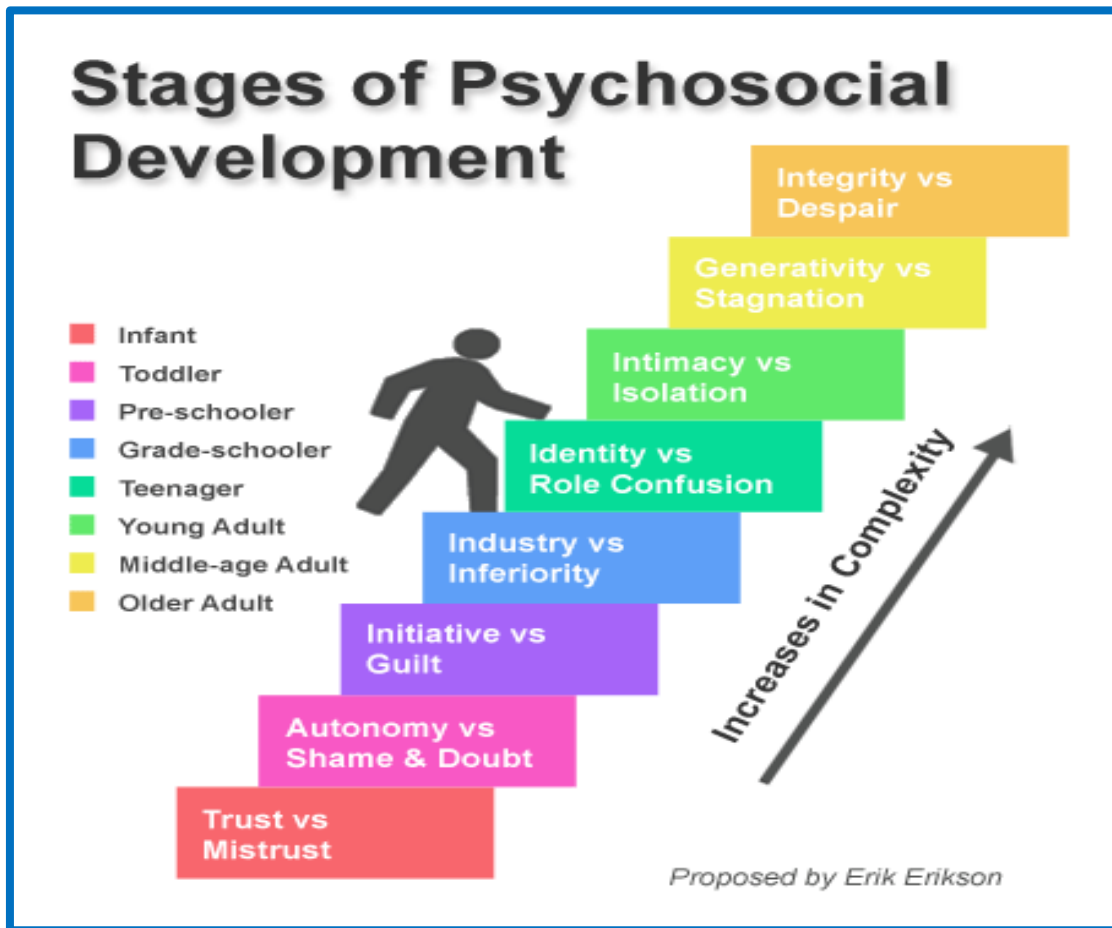 Stages of Psychosocial
Development
Integrity vs
Despair
Generativity vs
Stagnation
Intimacy vs
Isolation
Identity vs
Role Confusion
Industry vs
Inferiority
Initiative vs
Guilt
Autonomy vs
Shame & Doubt
Trust vs
Mistrust
Infant
Toddler
Pre-schooler
Grade-schooler
Teenager
Young Adult
Middle-age Adult
Older Adult
Increases in Complexity
Proposed by Erik Erikson